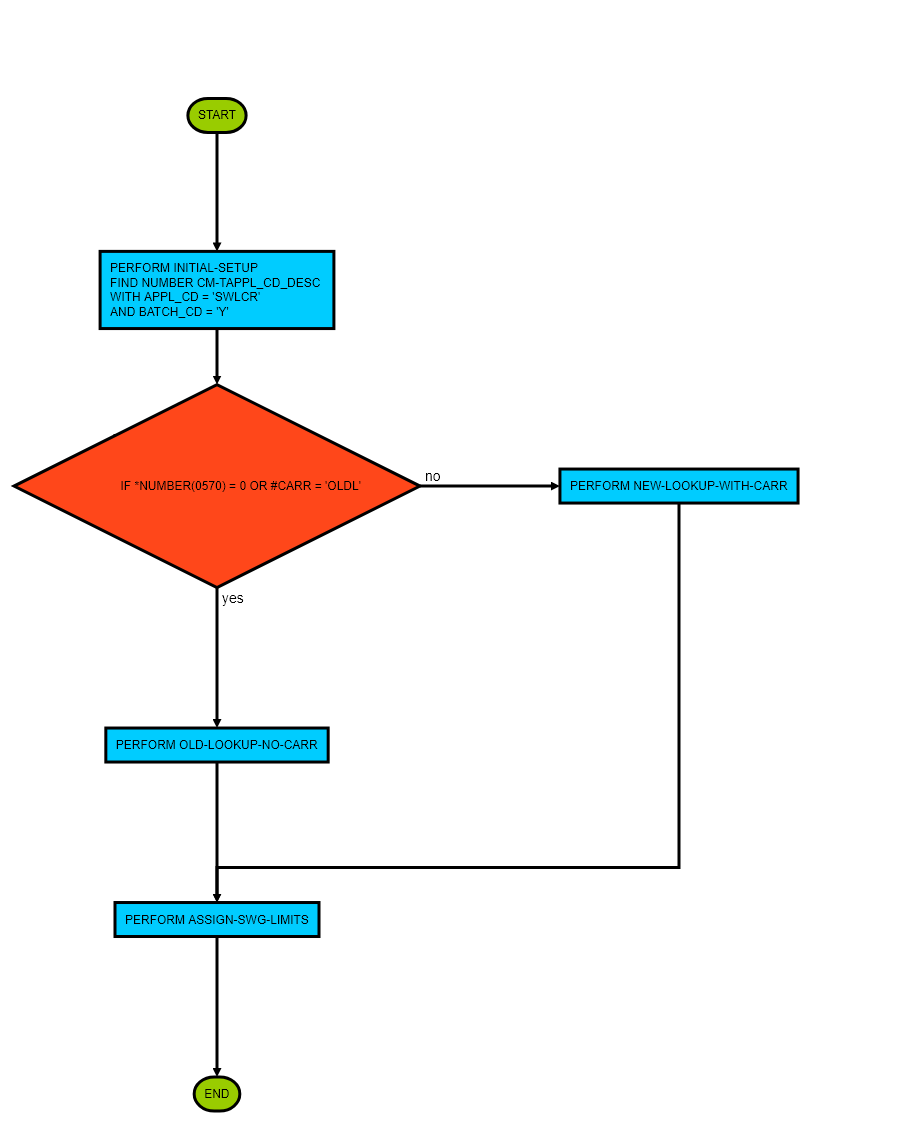 START
PERFORM INITIAL-SETUP
FIND NUMBER CM-TAPPL_CD_DESC
WITH APPL_CD = 'SWLCR'
AND BATCH_CD = 'Y'
IF *NUMBER(0570) = 0 OR #CARR = 'OLDL'
no
PERFORM NEW-LOOKUP-WITH-CARR
yes
PERFORM OLD-LOOKUP-NO-CARR
PERFORM ASSIGN-SWG-LIMITS
END